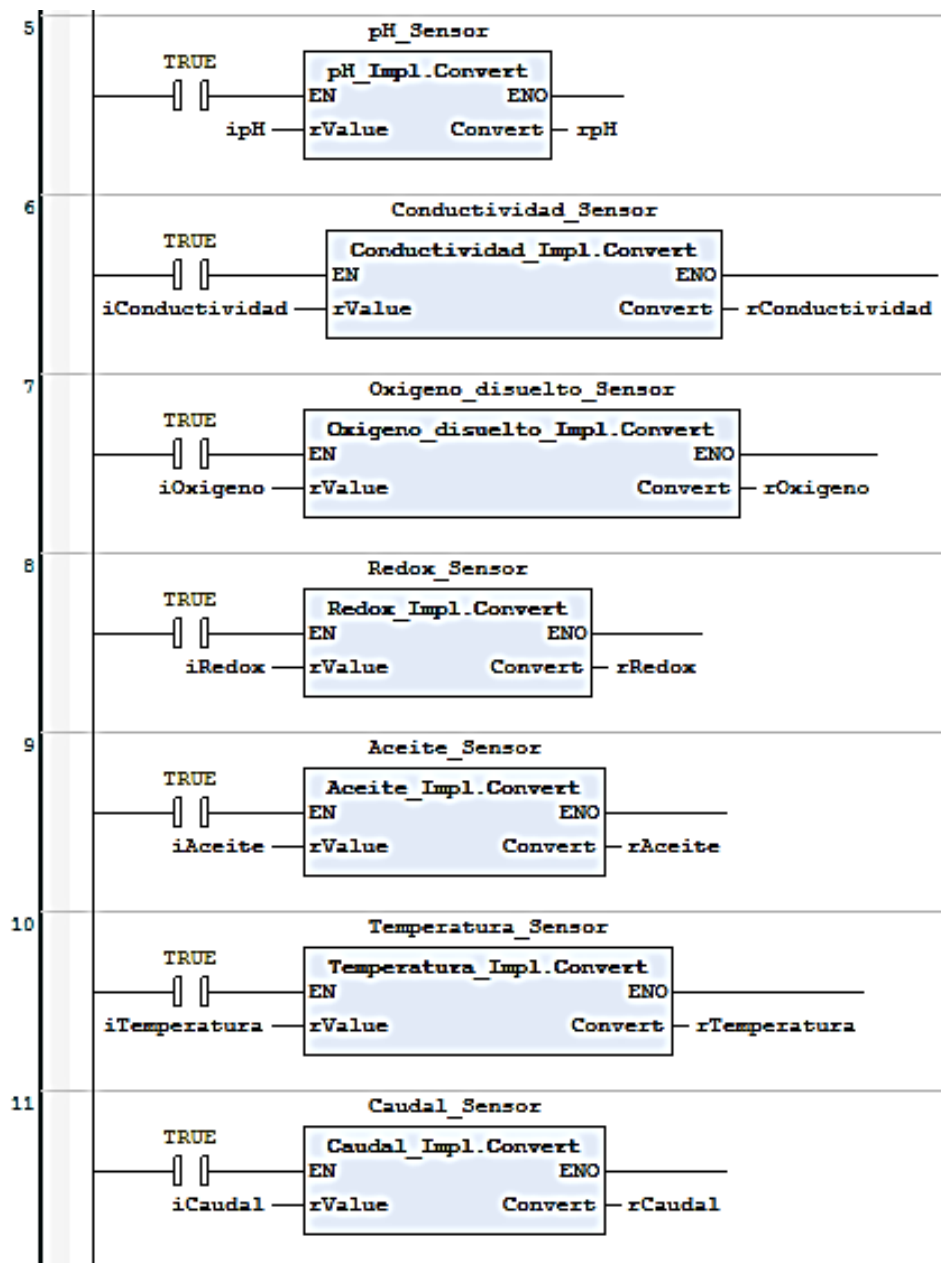 5
pH_Sensor
TRUE
pH_Impl.Convert
EN ENO
ipH rValue Convert rpH
6
Conductividad_Sensor
TRUE
Conductividad_Impl.Convert
EN ENO
iConductividad rValue Convert rConductividad
7
Oxigeno_disuelto_Sensor
TRUE
Oxigeno_disuelto_Impl.Convert
EN ENO
iOxigeno rValue Convert rOxigeno
8
Redox_Sensor
TRUE
Redox_Impl.Convert
EN ENO
iRedox rValue Convert rRedox
9
Aceite_Sensor
TRUE
Aceite_Impl.Convert
EN ENO
iAceite rValue Convert rAceite
10
Temperatura_Sensor
TRUE
Temperatura_Impl.Convert
EN ENO
iTemperatura rValue Convert rTemperatura
11
Caudal_Sensor
TRUE
Caudal_Impl.Convert
EN ENO
iCaudal rValue Convert rCaudal